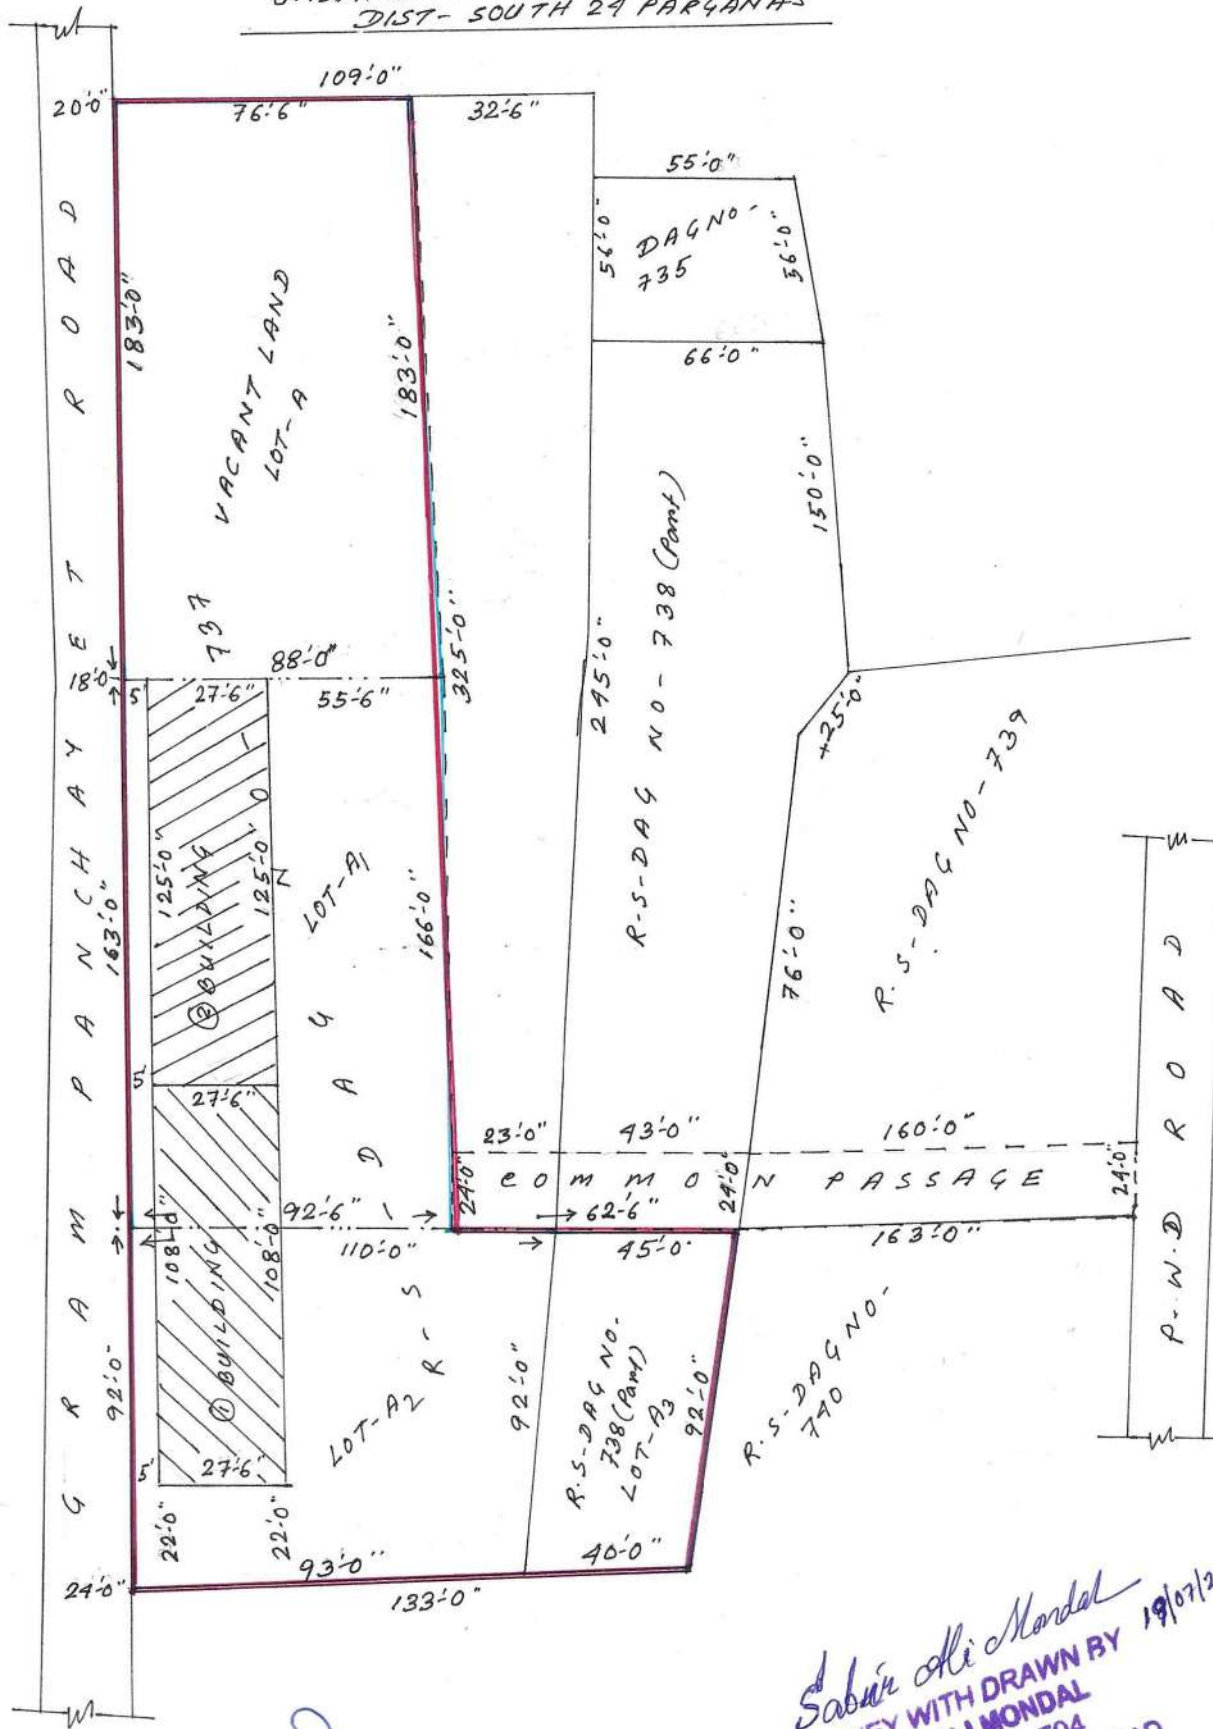 DIST- SOUTH 24 PARGANAS
109'-0"
20'-0"
76'-6"
32'-6"
55'-0"
56'-0"
DAG NO-
735
56'-0"
66'-0"
183'-0"
183'-0"
VACANT LAND
LOT-A
737
150'-0"
R-S-DAG NO-738 (Part)
245'-0"
325'-0"
18'-0"
88'-0"
5'
27'-6"
55'-6"
+25'-0"
R.S-DAG NO-739
125'-0"
② BUILDING
125'-0"
LOT-A1
166'-0"
163'-0"
76'-0"
5'
27'-6"
23'-0"
43'-0"
160'-0"
COMMON PASSAGE
24'-0"
24'-0"
24'-0"
92'-6"
62'-6"
110'-0"
45'-0"
163'-0"
108'-0"
① BUILDING
108'-0"
R-S-DAG NO-
LOT-A2
92'-0"
92'-0"
R.S-DAG NO-
738 (Part)
LOT-A3
92'-0"
R.S-DAG NO-
740
5'
27'-6"
22'-0"
22'-0"
93'-0"
40'-0"
24'-0"
133'-0"
GRAM PANCHAYET ROAD
P-W-D ROAD
Sabir Ali Mondal
WITH DRAWN BY
MONDAL